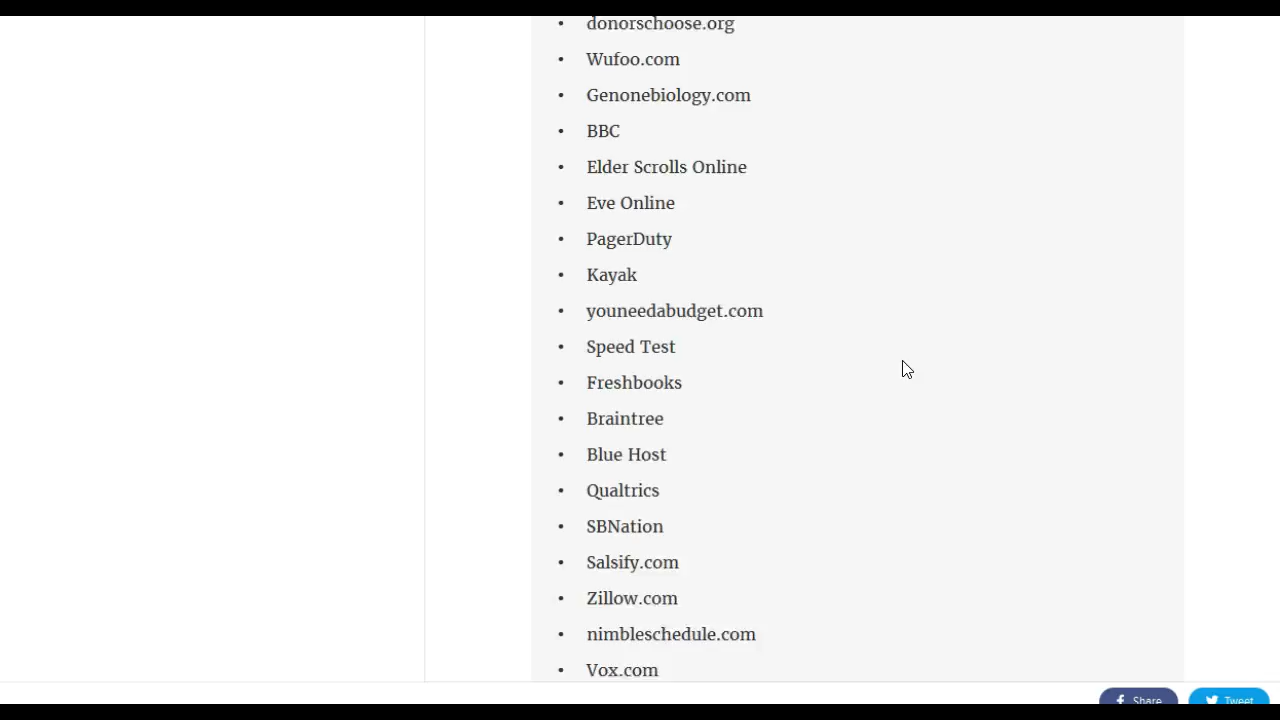 • donorschoose.org
• Wufoo.com
• Genonebiology.com
• BBC
• Elder Scrolls Online
• Eve Online
• PagerDuty
• Kayak
• youneedabudget.com
• Speed Test
• Freshbooks
• Braintree
• Blue Host
• Qualtrics
• SBNation
• Salsify.com
• Zillow.com
• nimbleschedule.com
• Vox.com
Share Tweet